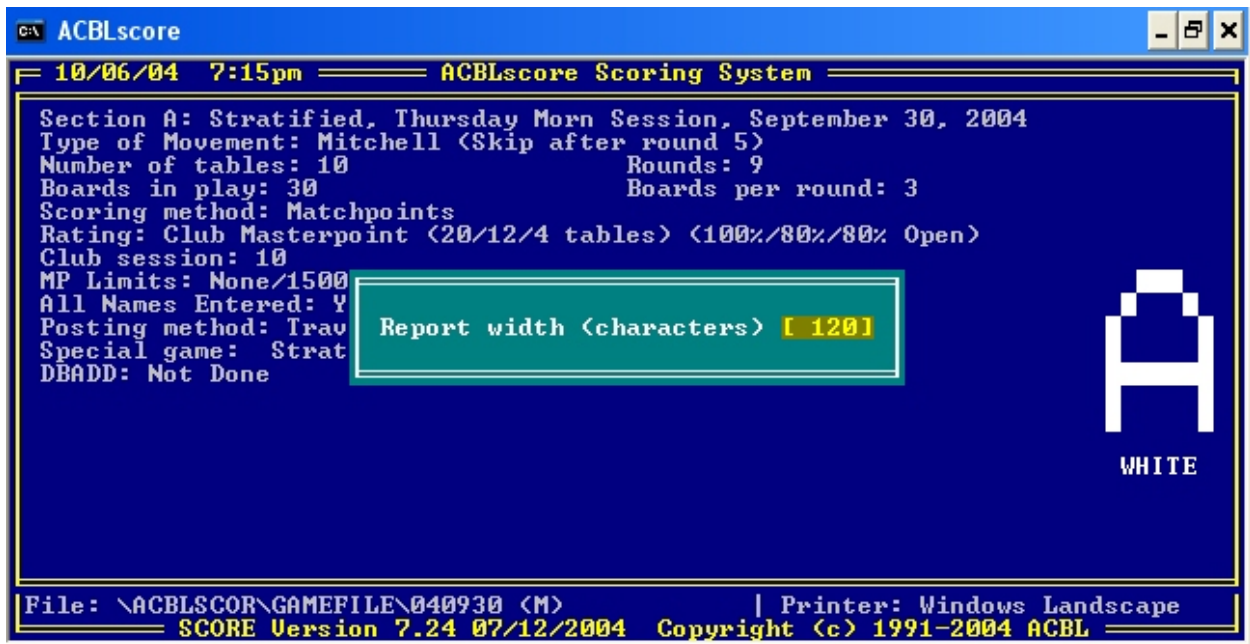 ACBLscore
10/06/04 7:15pm ACBLscore Scoring System
Section A: Stratified, Thursday Morn Session, September 30, 2004
Type of Movement: Mitchell (Skip after round 5)
Number of tables: 10 Rounds: 9
Boards in play: 30 Boards per round: 3
Scoring method: Matchpoints
Rating: Club Masterpoint (20/12/4 tables) (100%/80%/80% Open)
Club session: 10
MP Limits: None/1500
All Names Entered: Y
Posting method: Trav
Special game: Strat
DBADD: Not Done
Report width (characters) [ 120]
A
WHITE
File: \ACBLSCOR\GAMEFILE\040930 (M) | Printer: Windows Landscape
SCORE Version 7.24 07/12/2004 Copyright (c) 1991-2004 ACBL